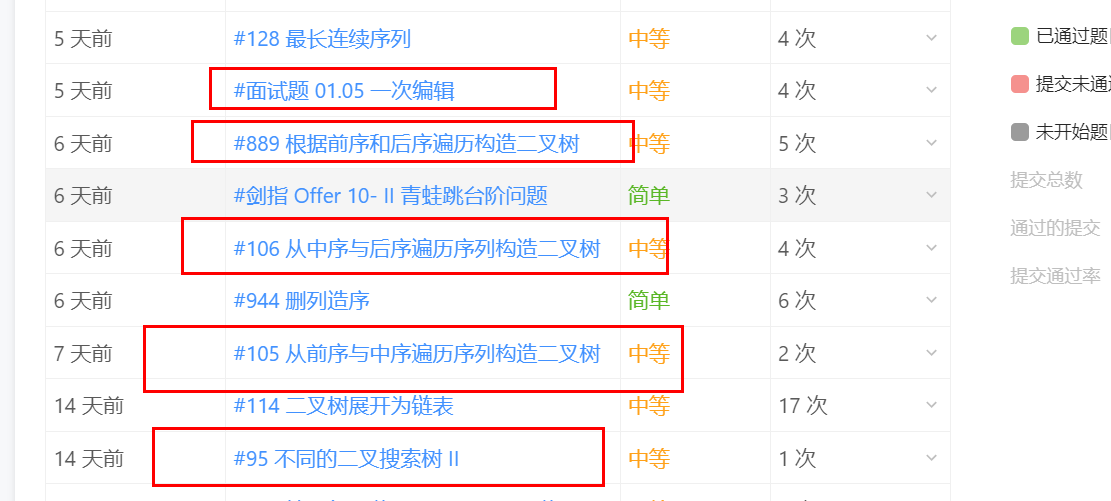 5 天前 #128 最长连续序列 中等 4 次
5 天前 #面试题 01.05 一次编辑 中等 4 次
6 天前 #889 根据前序和后序遍历构造二叉树 中等 5 次
6 天前 #剑指 Offer 10- II 青蛙跳台阶问题 简单 3 次
6 天前 #106 从中序与后序遍历序列构造二叉树 中等 4 次
6 天前 #944 删列造序 简单 6 次
7 天前 #105 从前序与中序遍历序列构造二叉树 中等 2 次
14 天前 #114 二叉树展开为链表 中等 17 次
14 天前 #95 不同的二叉搜索树 II 中等 1 次
已通过题
提交未通
未开始题
提交总数
通过的提交
提交通过率